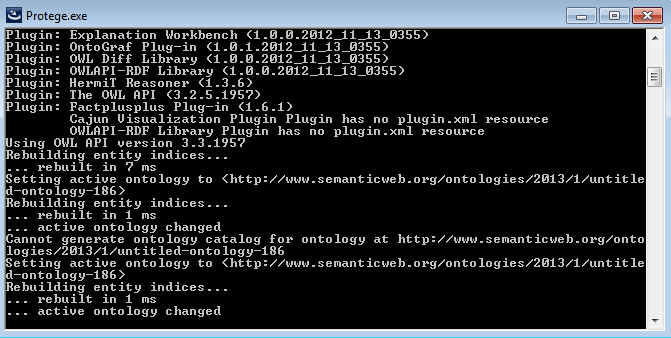 Protege.exe
Plugin: Explanation Workbench (1.0.0.2012_11_13_0355)
Plugin: OntoGraf Plug-in (1.0.1.2012_11_13_0355)
Plugin: OWL Diff Library (1.0.0.2012_11_13_0355)
Plugin: OWLAPI-RDF Library (1.0.0.2012_11_13_0355)
Plugin: HermiT Reasoner (1.3.6)
Plugin: The OWL API (3.2.5.1957)
Plugin: Factplusplus Plug-in (1.6.1)
Cajun Visualization Plugin Plugin has no plugin.xml resource
OWLAPI-RDF Library Plugin has no plugin.xml resource
Using OWL API version 3.3.1957
Rebuilding entity indices...
... rebuilt in 7 ms
Setting active ontology to <http://www.semanticweb.org/ontologies/2013/1/untitle
d-ontology-186>
Rebuilding entity indices...
... rebuilt in 1 ms
... active ontology changed
Cannot generate ontology catalog for ontology at http://www.semanticweb.org/onto
logies/2013/1/untitled-ontology-186
Setting active ontology to <http://www.semanticweb.org/ontologies/2013/1/untitle
d-ontology-186>
Rebuilding entity indices...
... rebuilt in 1 ms
... active ontology changed